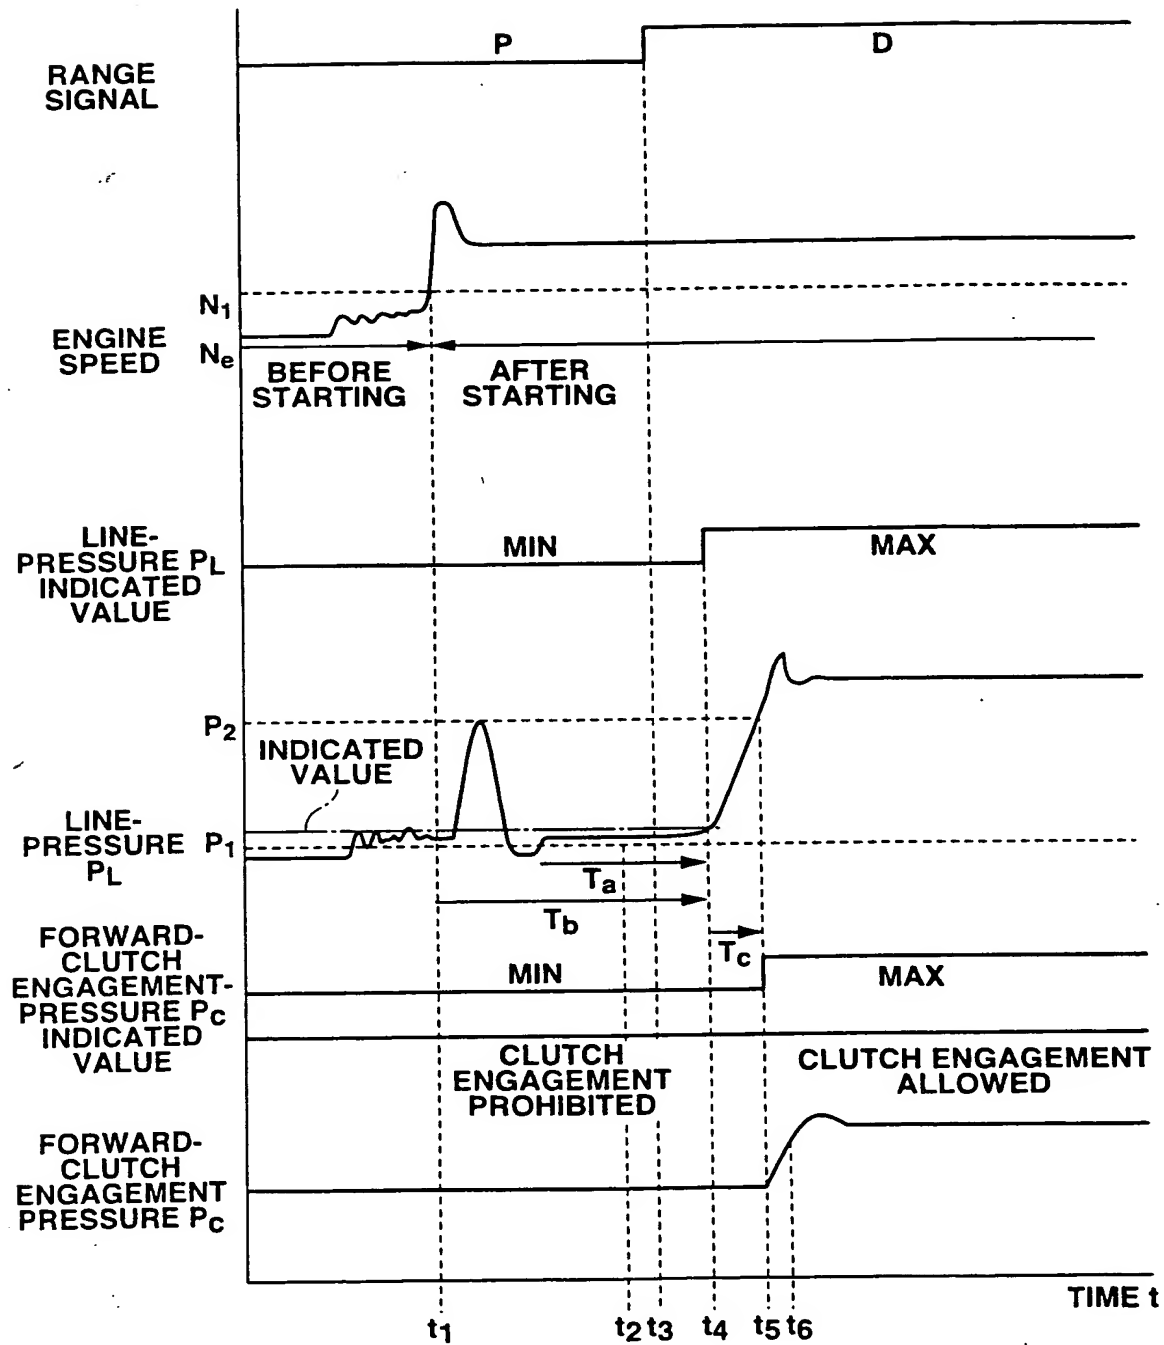 P
D
RANGE
SIGNAL
N1
ENGINE
SPEED
Ne
BEFORE
STARTING
AFTER
STARTING
LINE-
PRESSURE PL
INDICATED
VALUE
MIN
MAX
P2
INDICATED
VALUE
LINE-
PRESSURE
PL
P1
Ta
Tb
Tc
FORWARD-
CLUTCH
ENGAGEMENT-
PRESSURE PC
INDICATED
VALUE
MIN
MAX
CLUTCH
ENGAGEMENT
PROHIBITED
CLUTCH ENGAGEMENT
ALLOWED
FORWARD-
CLUTCH
ENGAGEMENT
PRESSURE PC
TIME t
t1 t2 t3 t4 t5 t6